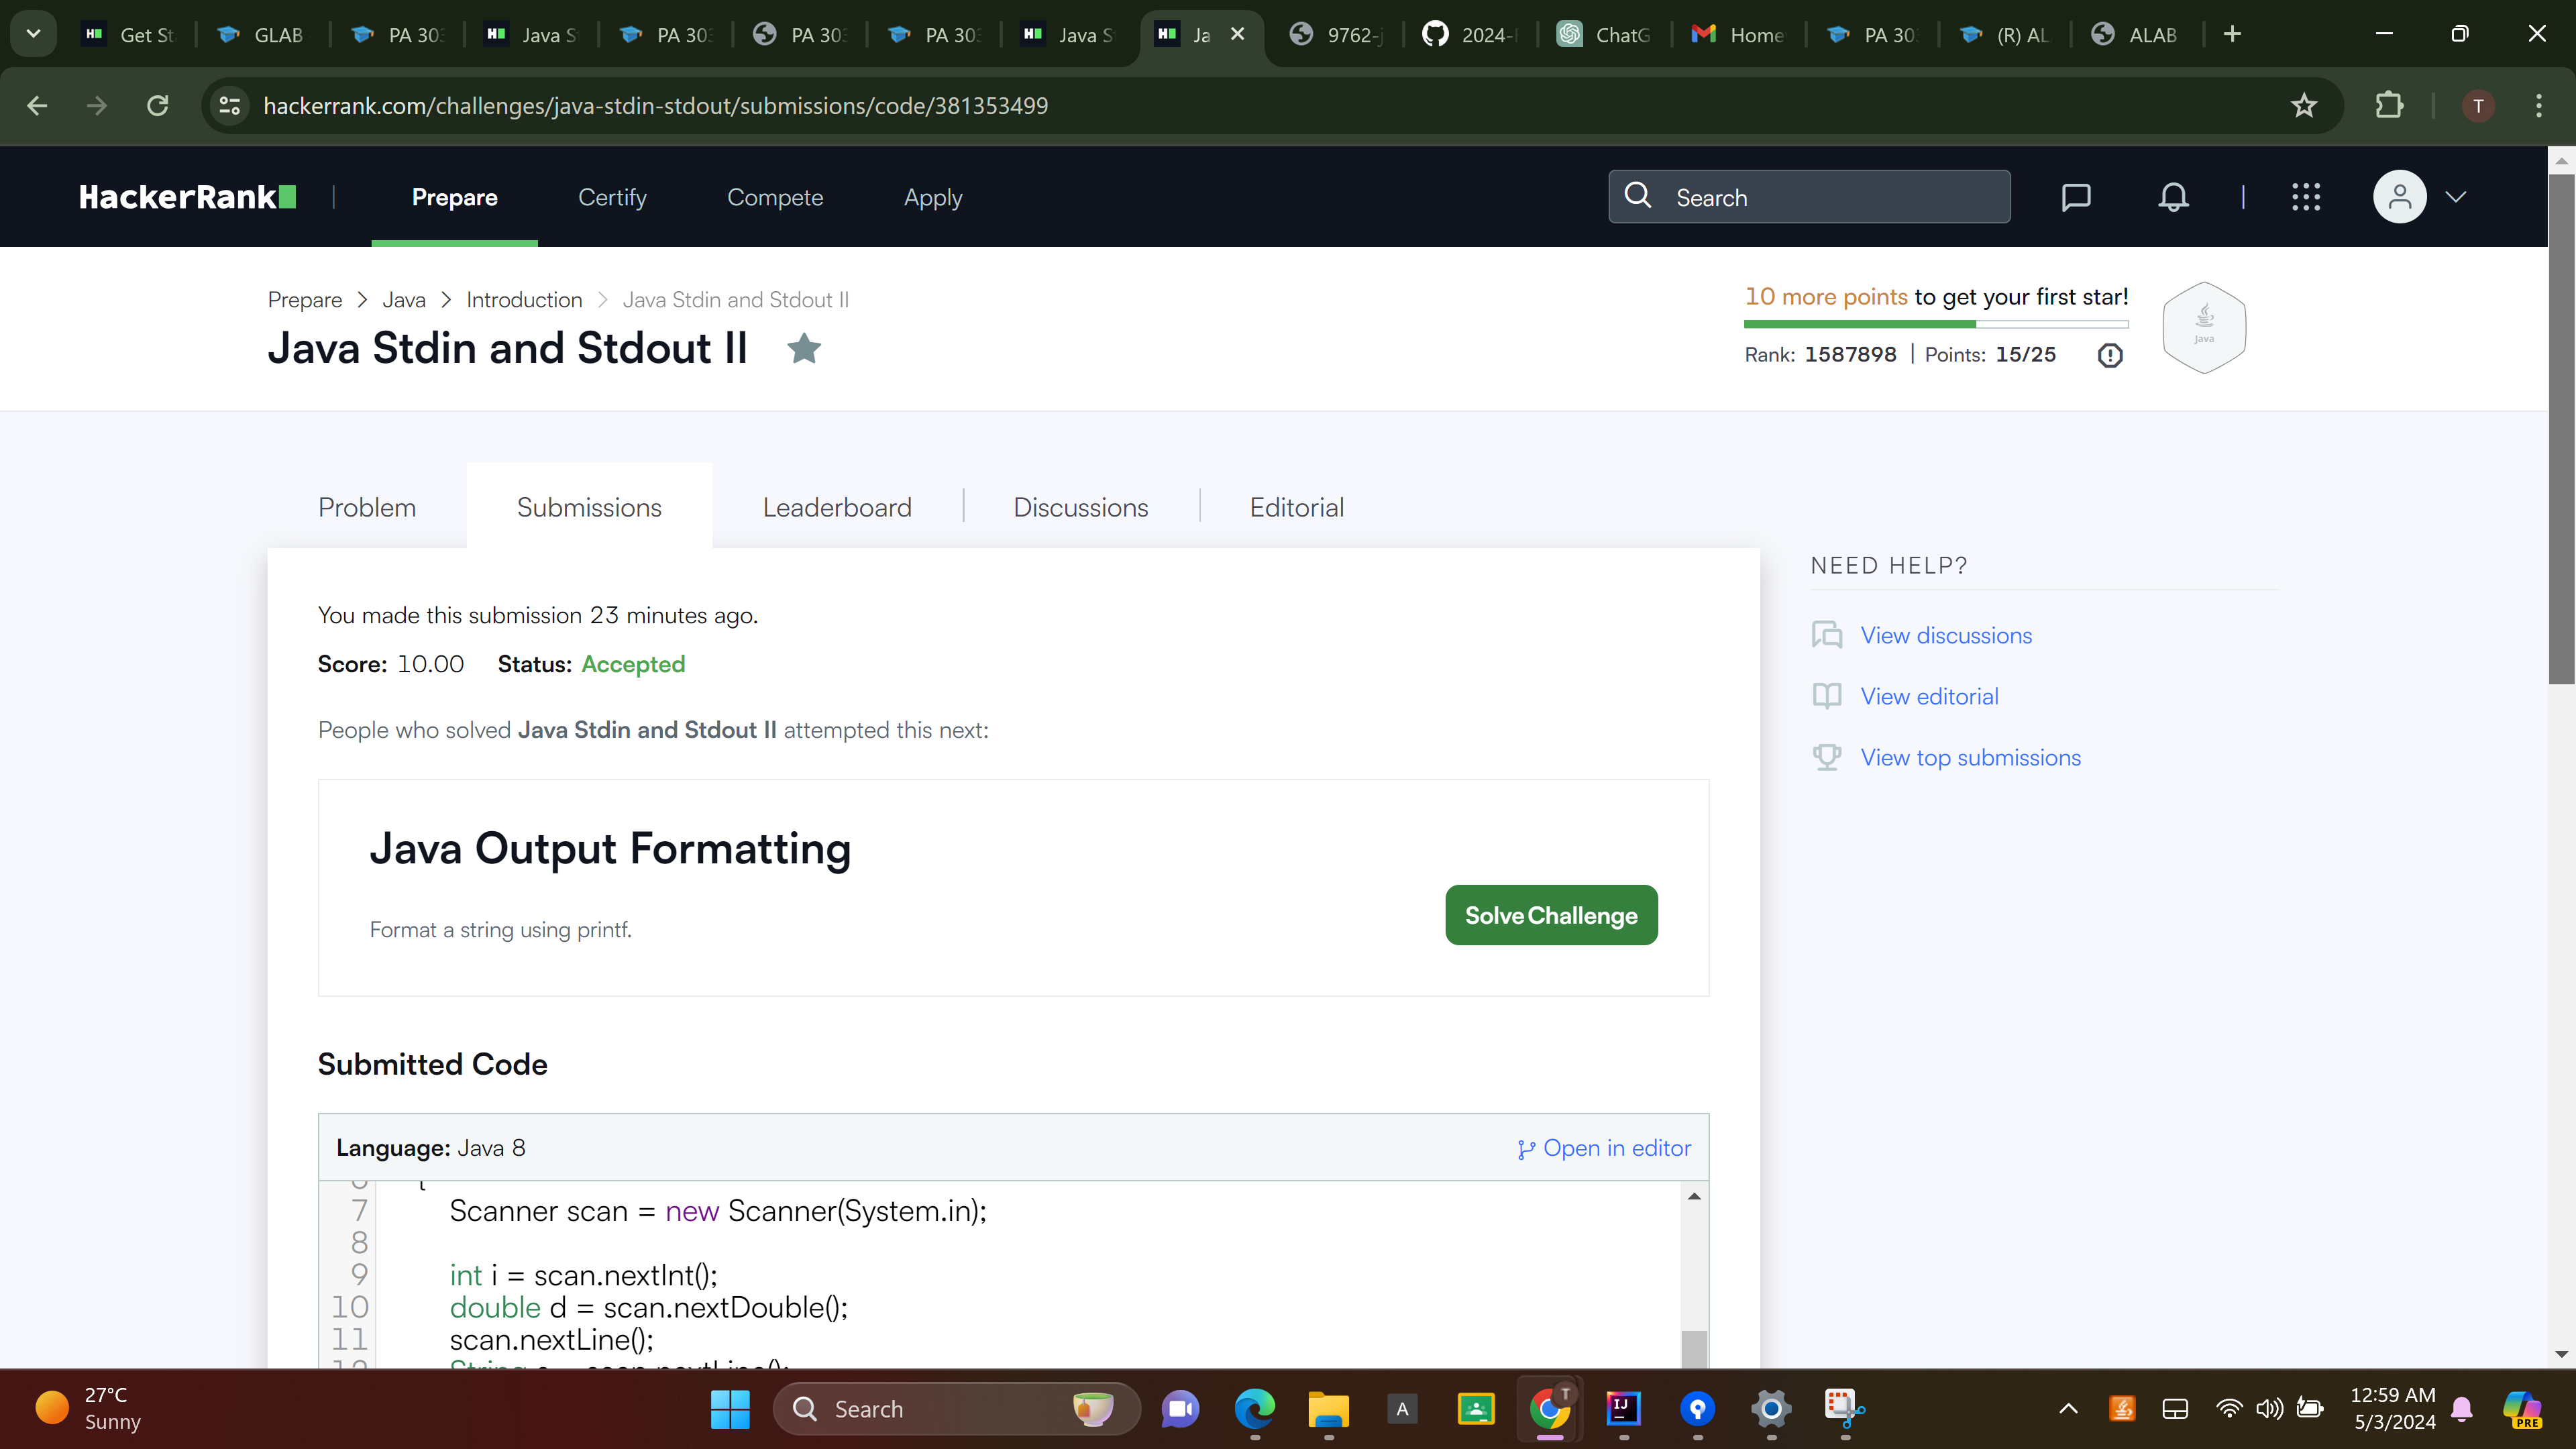 Get St
GLAB
PA 303
Java S
PA 303
PA 303
PA 303
Java S
Ja
9762-j
2024-
ChatG
Home
PA 303
(R) AL
ALAB
hackerrank.com/challenges/java-stdin-stdout/submissions/code/381353499
T
HackerRank
Prepare
Certify
Compete
Apply
Search
Prepare > Java > Introduction > Java Stdin and Stdout II
Java Stdin and Stdout II
10 more points to get your first star!
Rank: 1587898 | Points: 15/25
Java
Problem
Submissions
Leaderboard
Discussions
Editorial
You made this submission 23 minutes ago.
Score: 10.00 Status: Accepted
People who solved Java Stdin and Stdout II attempted this next:
Java Output Formatting
Format a string using printf.
Solve Challenge
NEED HELP?
View discussions
View editorial
View top submissions
Submitted Code
Language: Java 8
Open in editor
7 Scanner scan = new Scanner(System.in);
8
9 int i = scan.nextInt();
10 double d = scan.nextDouble();
11 scan.nextLine();
27°C
Sunny
Search
A
T
IJ
12:59 AM
5/3/2024
PRE